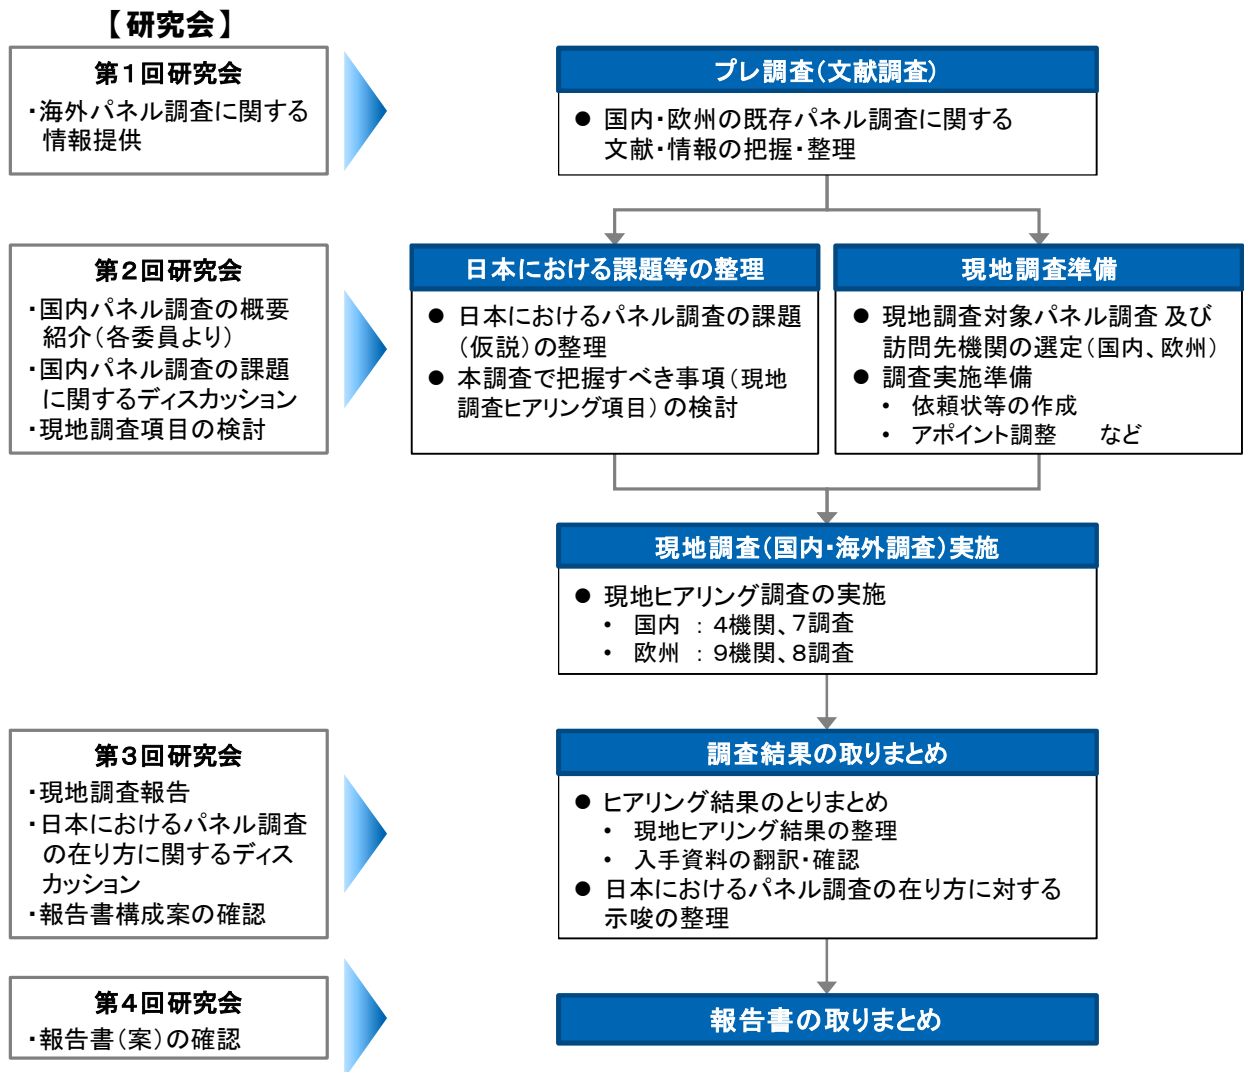 【研究会】
第1回研究会
・海外パネル調査に関する
情報提供
プレ調査(文献調査)
● 国内・欧州の既存パネル調査に関する
文献・情報の把握・整理
第2回研究会
・国内パネル調査の概要
紹介(各委員より)
・国内パネル調査の課題
に関するディスカッション
・現地調査項目の検討
日本における課題等の整理
● 日本におけるパネル調査の課題
(仮説)の整理
● 本調査で把握すべき事項(現地
調査ヒアリング項目)の検討
現地調査準備
● 現地調査対象パネル調査 及び
訪問先機関の選定(国内、欧州)
● 調査実施準備
• 依頼状等の作成
• アポイント調整 など
現地調査(国内・海外調査)実施
● 現地ヒアリング調査の実施
• 国内 : 4機関、7調査
• 欧州 : 9機関、8調査
第3回研究会
・現地調査報告
・日本におけるパネル調査
の在り方に関するディス
カッション
・報告書構成案の確認
調査結果の取りまとめ
● ヒアリング結果のとりまとめ
• 現地ヒアリング結果の整理
• 入手資料の翻訳・確認
● 日本におけるパネル調査の在り方に対する
示唆の整理
第4回研究会
・報告書(案)の確認
報告書の取りまとめ